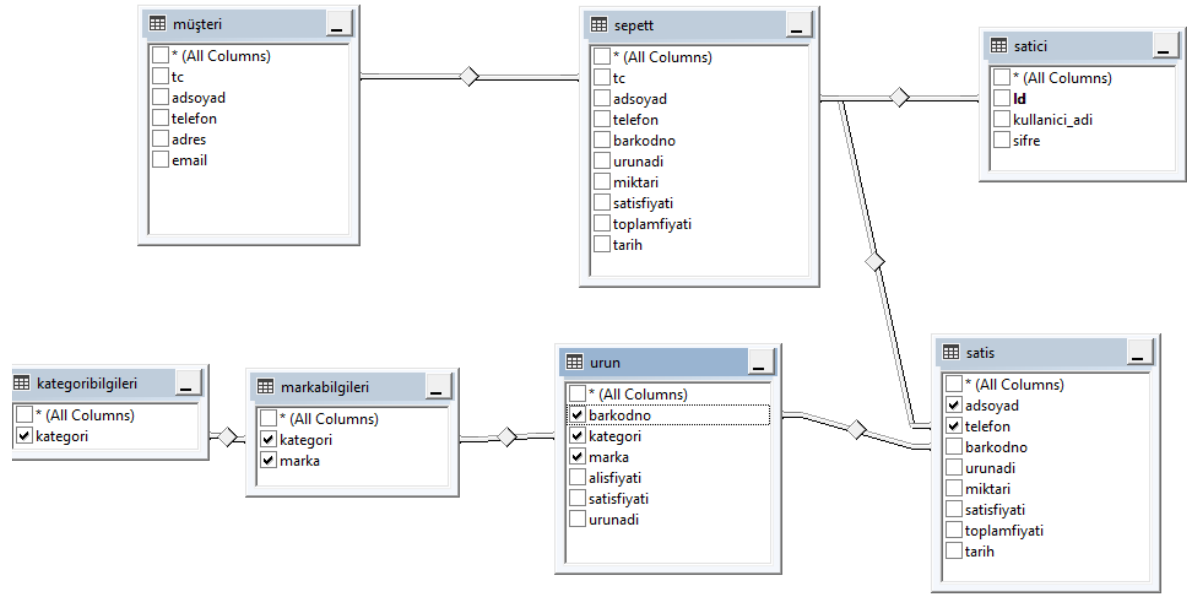 müşteri
* (All Columns)
tc
adsoyad
telefon
adres
email
sepett
* (All Columns)
tc
adsoyad
telefon
barkodno
urunadi
miktari
satisfiyati
toplamfiyati
tarih
satici
* (All Columns)
Id
kullanici_adi
sifre
kategoribilgileri
* (All Columns)
kategori
markabilgileri
* (All Columns)
kategori
marka
urun
* (All Columns)
barkodno
kategori
marka
alisfiyati
satisfiyati
urunadi
satis
* (All Columns)
adsoyad
telefon
barkodno
urunadi
miktari
satisfiyati
toplamfiyati
tarih